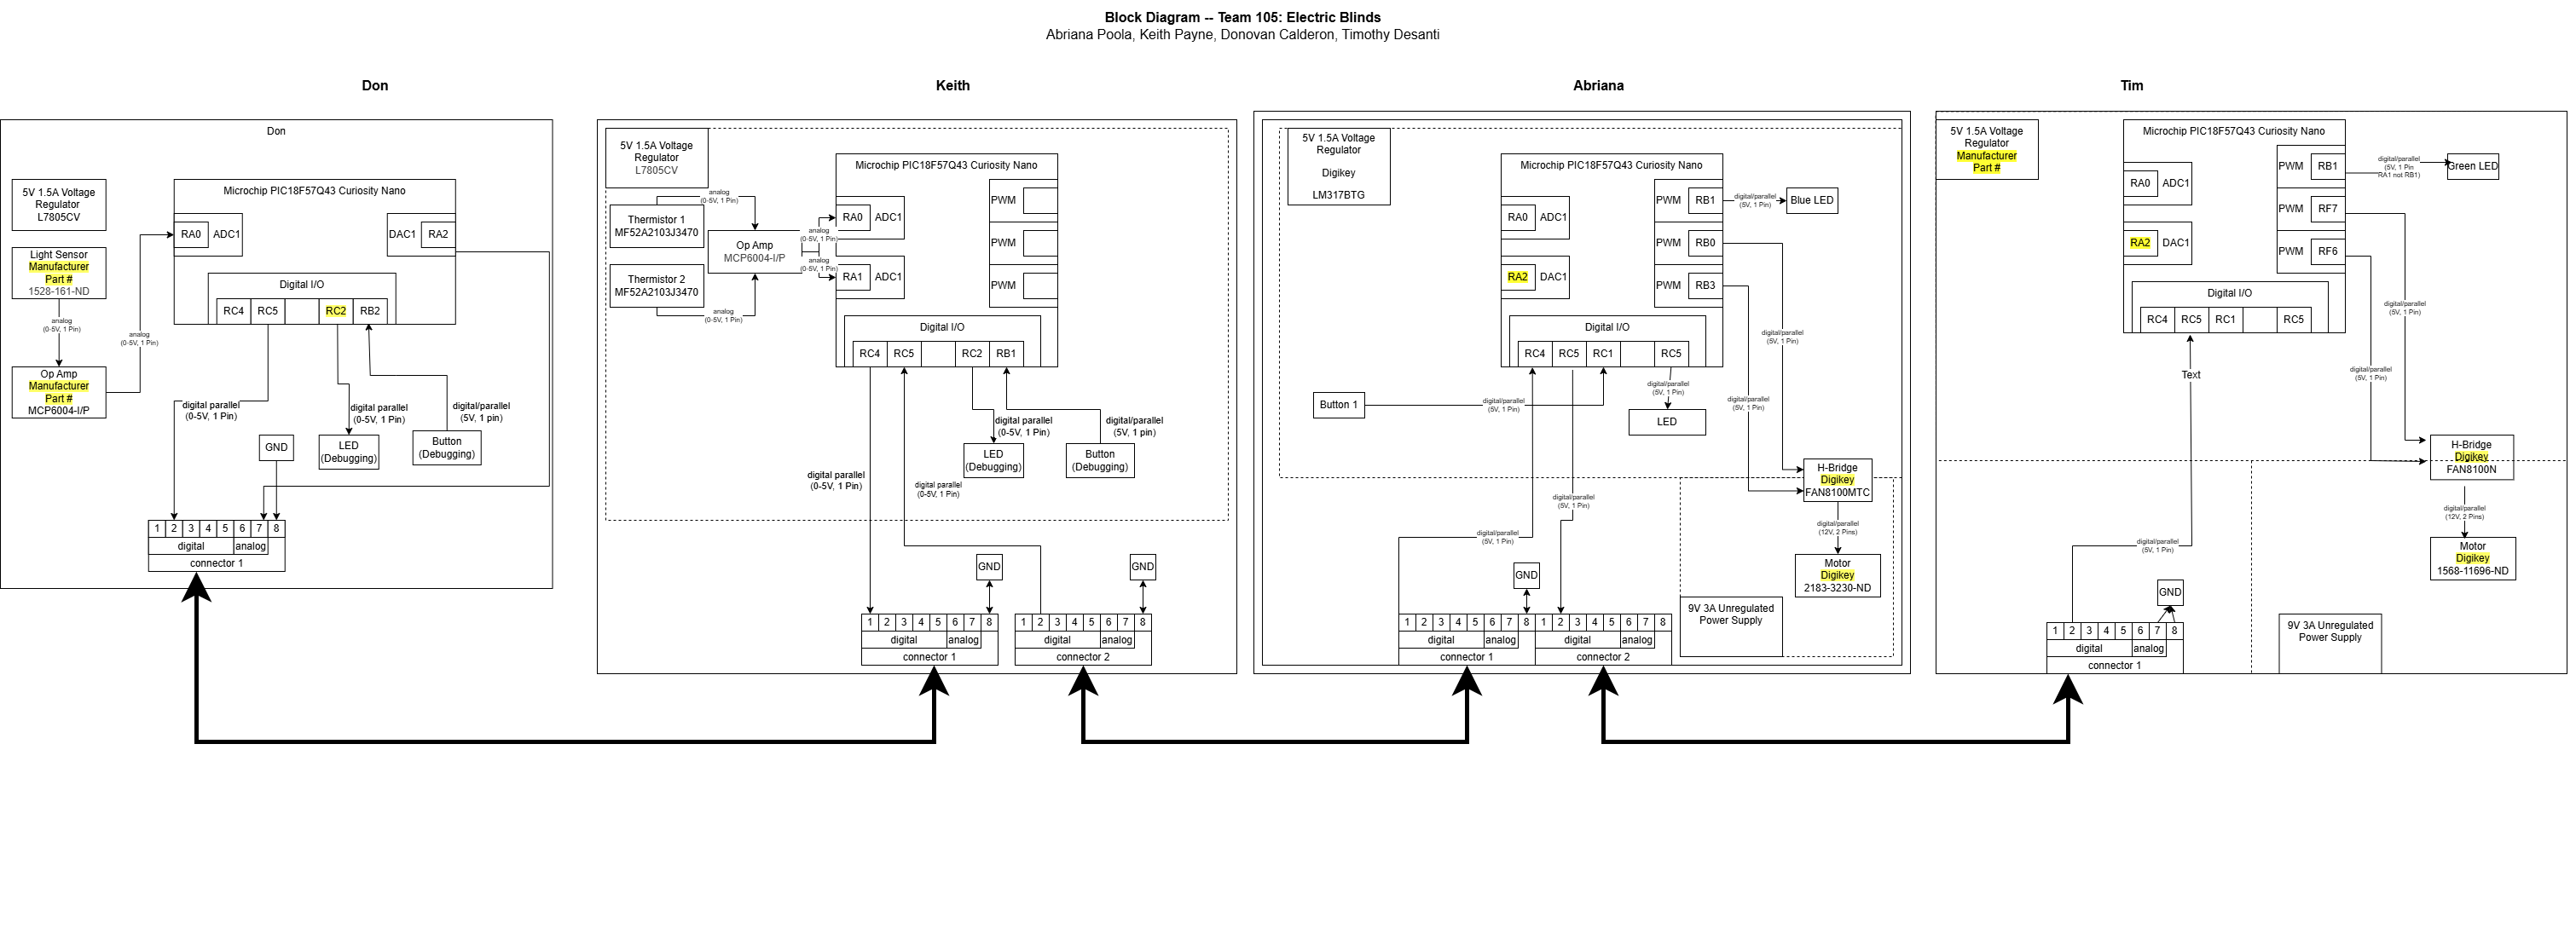 Block Diagram -- Team 105: Electric Blinds
Abriana Poola, Keith Payne, Donovan Calderon, Timothy Desanti
Don
Don
5V 1.5A Voltage
Regulator
L7805CV
Light Sensor
Manufacturer
Part #
1528-161-ND
analog
(0-5V, 1 Pin)
Op Amp
Manufacturer
Part #
MCP6004-I/P
analog
(0-5V, 1 Pin)
Microchip PIC18F57Q43 Curiosity Nano
RA0 ADC1
DAC1 RA2
Digital I/O
RC4 RC5 RC2 RB2
digital parallel
(0-5V, 1 Pin)
digital parallel
(0-5V, 1 Pin)
digital/parallel
(5V, 1 pin)
GND
LED
(Debugging)
Button
(Debugging)
1 2 3 4 5 6 7 8
digital analog
connector 1
Keith
5V 1.5A Voltage
Regulator
L7805CV
analog
(0-5V, 1 Pin)
Thermistor 1
MF52A2103J3470
Thermistor 2
MF52A2103J3470
analog
(0-5V, 1 Pin)
Op Amp
MCP6004-I/P
analog
(0-5V, 1 Pin)
analog
(0-5V, 1 Pin)
Microchip PIC18F57Q43 Curiosity Nano
RA0 ADC1
RA1 ADC1
PWM
PWM
PWM
Digital I/O
RC4 RC5 RC2 RB1
digital parallel
(0-5V, 1 Pin)
digital/parallel
(5V, 1 pin)
LED
(Debugging)
Button
(Debugging)
digital parallel
(0-5V, 1 Pin)
digital parallel
(0-5V, 1 Pin)
GND
GND
1 2 3 4 5 6 7 8
digital analog
connector 1
1 2 3 4 5 6 7 8
digital analog
connector 2
Abriana
5V 1.5A Voltage
Regulator
Digikey
LM317BTG
Microchip PIC18F57Q43 Curiosity Nano
RA0 ADC1
RA2 DAC1
PWM RB1
PWM RB0
PWM RB3
digital/parallel
(5V, 1 Pin)
Blue LED
Digital I/O
RC4 RC5 RC1 RC5
digital/parallel
(5V, 1 Pin)
digital/parallel
(5V, 1 Pin)
Button 1
digital/parallel
(5V, 1 Pin)
digital/parallel
(5V, 1 Pin)
LED
H-Bridge
Digikey
FAN8100MTC
digital/parallel
(5V, 1 Pin)
digital/parallel
(5V, 1 Pin)
digital/parallel
(12V, 2 Pins)
Motor
Digikey
2183-3230-ND
GND
9V 3A Unregulated
Power Supply
1 2 3 4 5 6 7 8
digital analog
connector 1
1 2 3 4 5 6 7 8
digital analog
connector 2
Tim
5V 1.5A Voltage
Regulator
Manufacturer
Part #
Microchip PIC18F57Q43 Curiosity Nano
RA0 ADC1
RA2 DAC1
PWM RB1
PWM RF7
PWM RF6
digital/parallel
(5V, 1 Pin
RA1 not RB1)
Green LED
Digital I/O
RC4 RC5 RC1 RC5
digital/parallel
(5V, 1 Pin)
digital/parallel
(5V, 1 Pin)
Text
H-Bridge
Digikey
FAN8100N
digital/parallel
(12V, 2 Pins)
Motor
Digikey
1568-11696-ND
digital/parallel
(5V, 1 Pin)
GND
9V 3A Unregulated
Power Supply
1 2 3 4 5 6 7 8
digital analog
connector 1